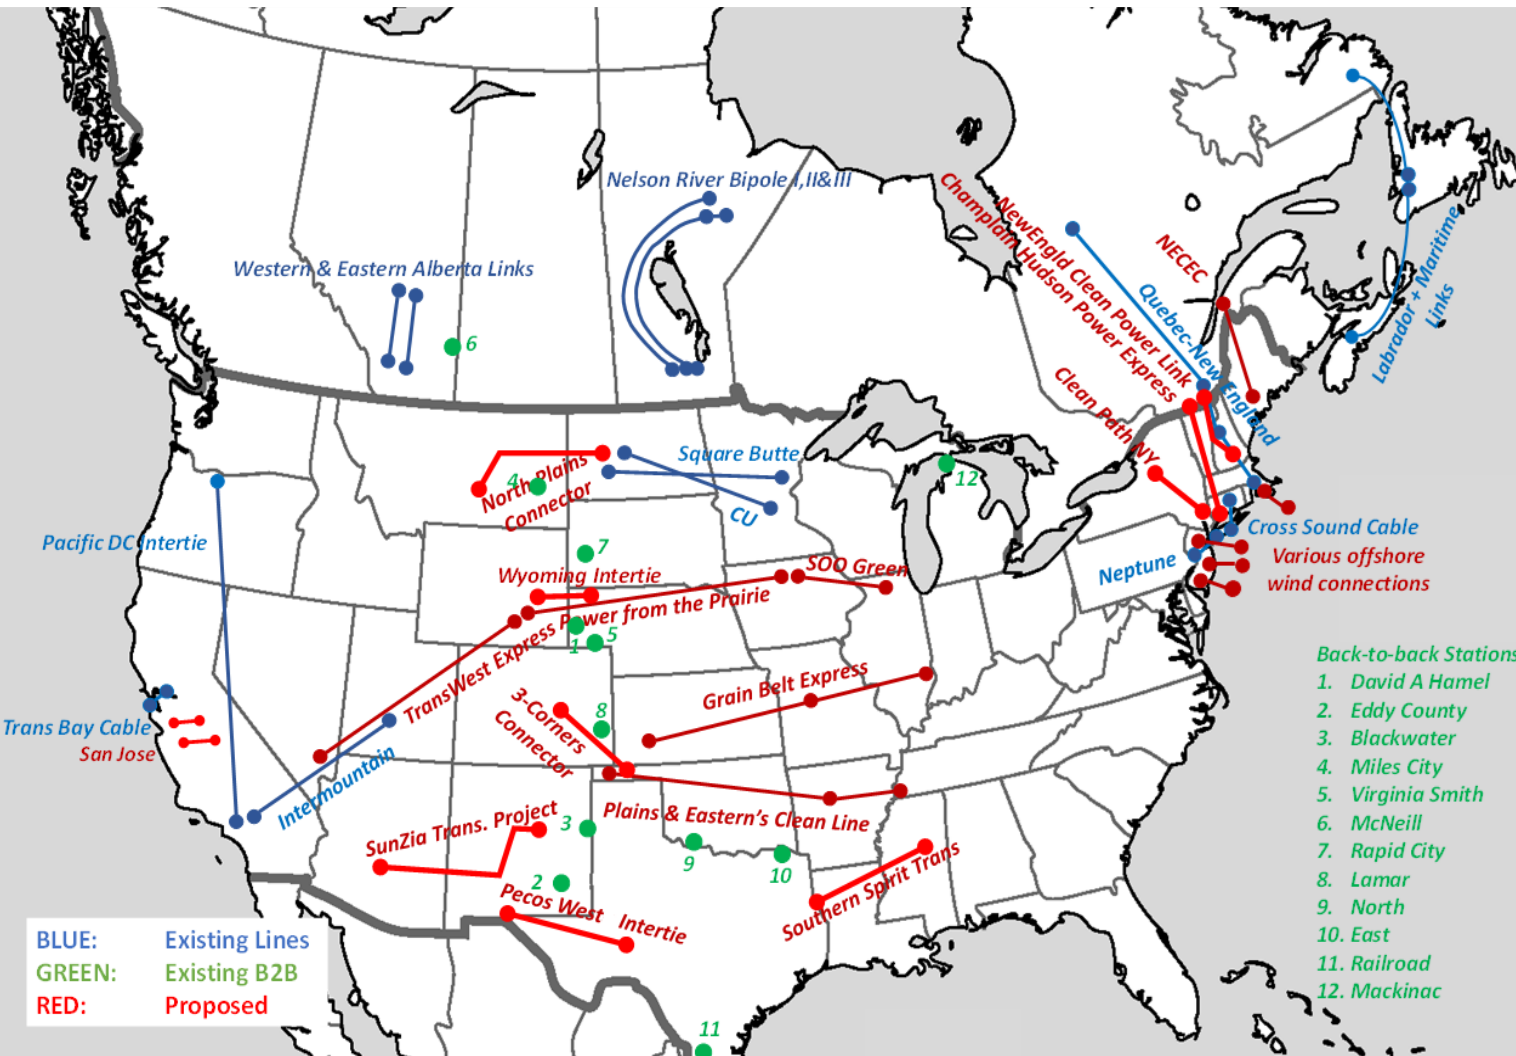 Nelson River Bipole I,II&III
Western & Eastern Alberta Links
6
Champlain Hudson Power Express
NewEngld Clean Power Link
Quebec-New England
NECEC
Labrador + Maritime
Links
Clean Path NY
Square Butte
CU
12
4
North Plains
Connector
Pacific DC Intertie
7
Wyoming Intertie
SOO Green
Power from the Prairie
TransWest Express
1
5
Cross Sound Cable
Various offshore
wind connections
Neptune
Trans Bay Cable
San Jose
Intermountain
3-Corners
Connector
8
Grain Belt Express
Plains & Eastern's Clean Line
SunZia Trans. Project
3
9
10
2
Pecos West Intertie
Southern Spirit Trans
11
Back-to-back Stations
1. David A Hamel
2. Eddy County
3. Blackwater
4. Miles City
5. Virginia Smith
6. McNeill
7. Rapid City
8. Lamar
9. North
10. East
11. Railroad
12. Mackinac
BLUE: Existing Lines
GREEN: Existing B2B
RED: Proposed